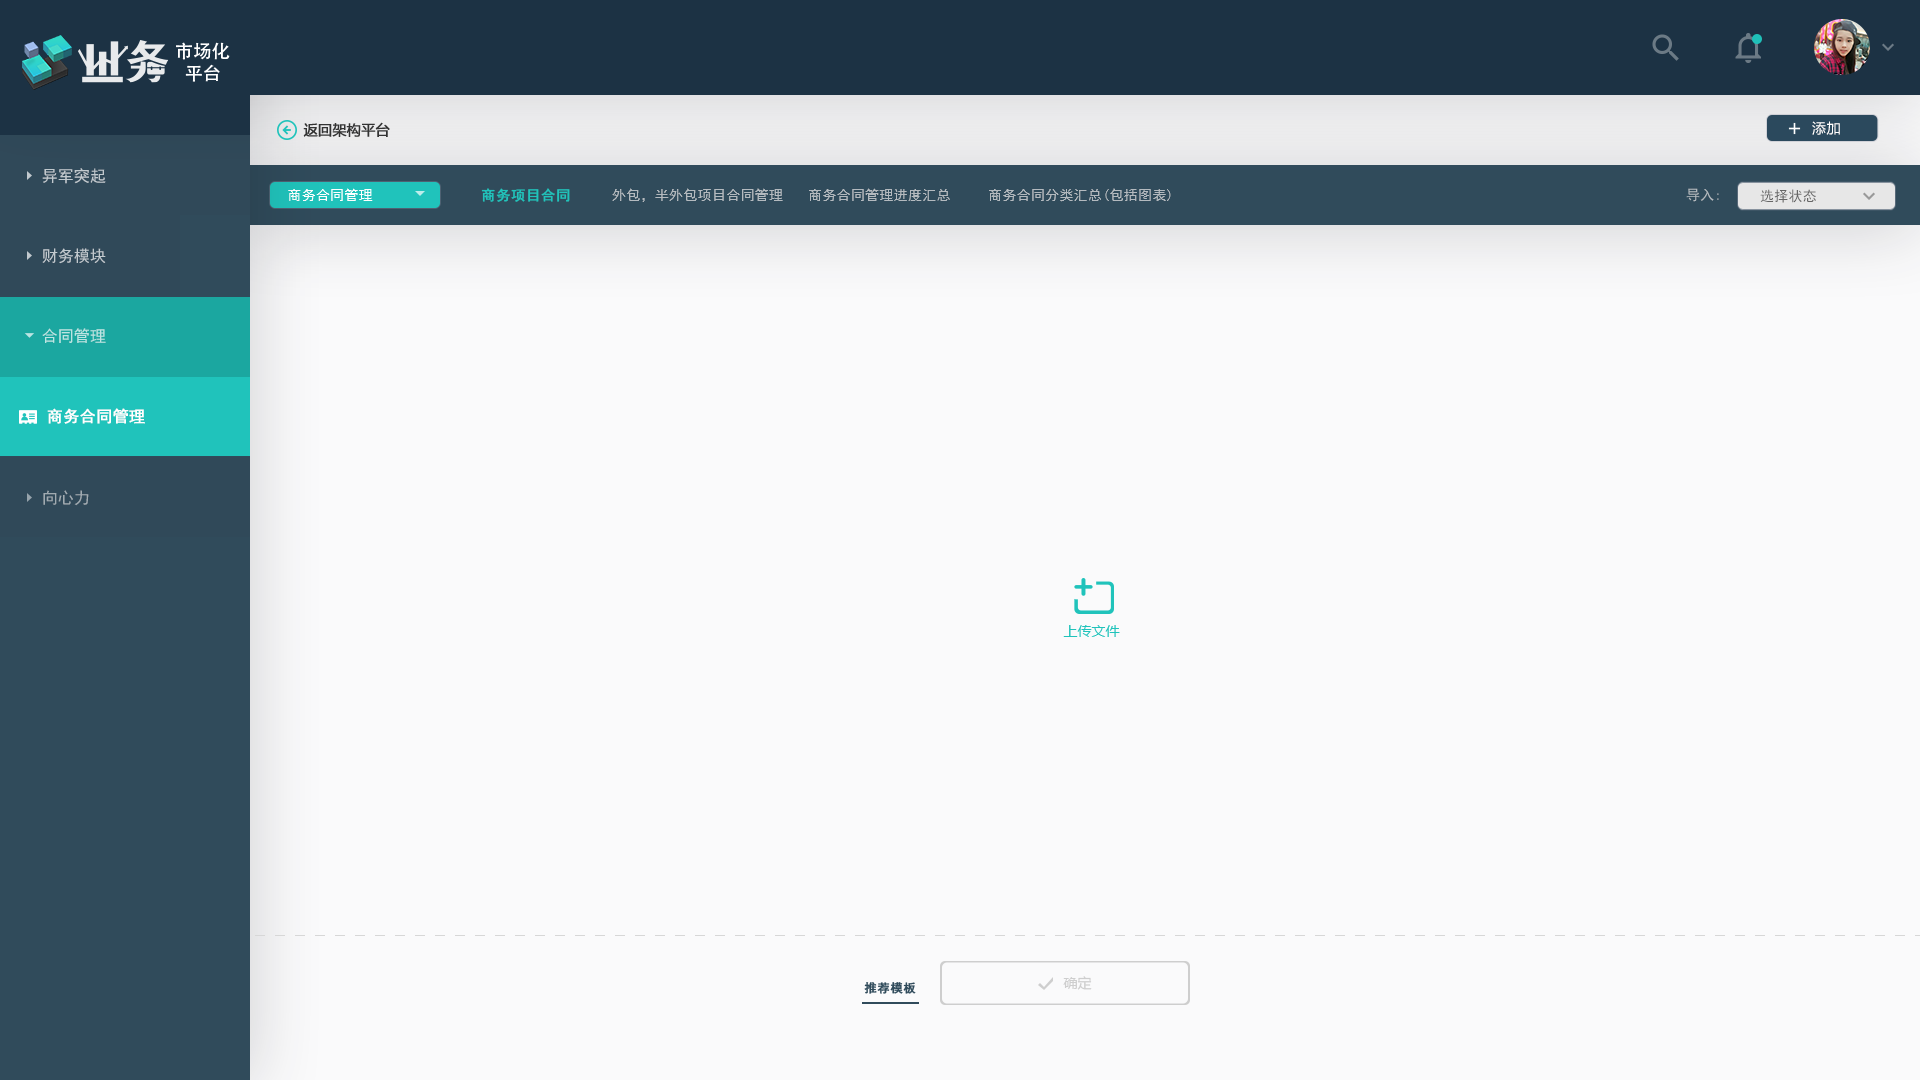 业务 市场化
平台
返回架构平台
添加
商务合同管理
商务项目合同
外包，半外包项目合同管理
商务合同管理进度汇总
商务合同分类汇总(包括图表)
导入：
选择状态
异军突起
财务模块
合同管理
商务合同管理
向心力
上传文件
推荐模板
确定